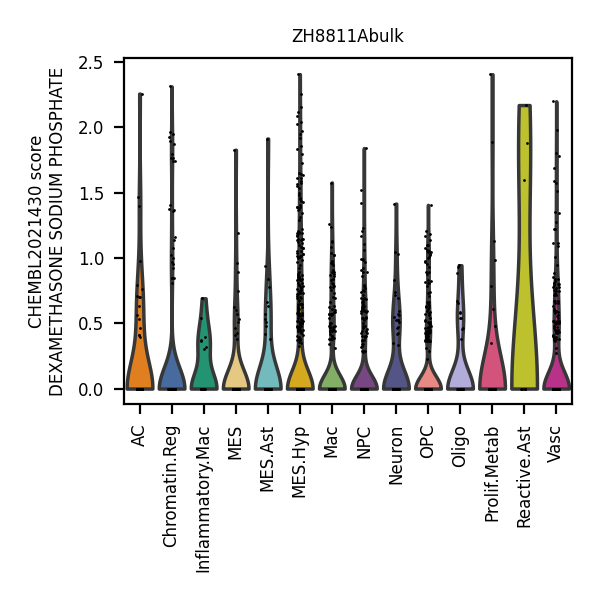 ZH8811Abulk
CHEMBL2021430 score
DEXAMETHASONE SODIUM PHOSPHATE
2.5
2.0
1.5
1.0
0.5
0.0
AC
Chromatin.Reg
Inflammatory.Mac
MES
MES.Ast
MES.Hyp
Mac
NPC
Neuron
OPC
Oligo
Prolif.Metab
Reactive.Ast
Vasc